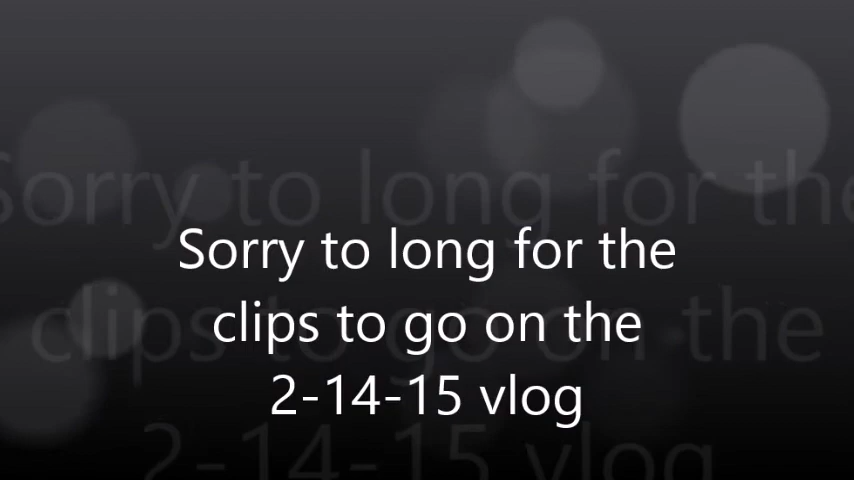 Sorry to long for the
clips to go on the
2-14-15 vlog